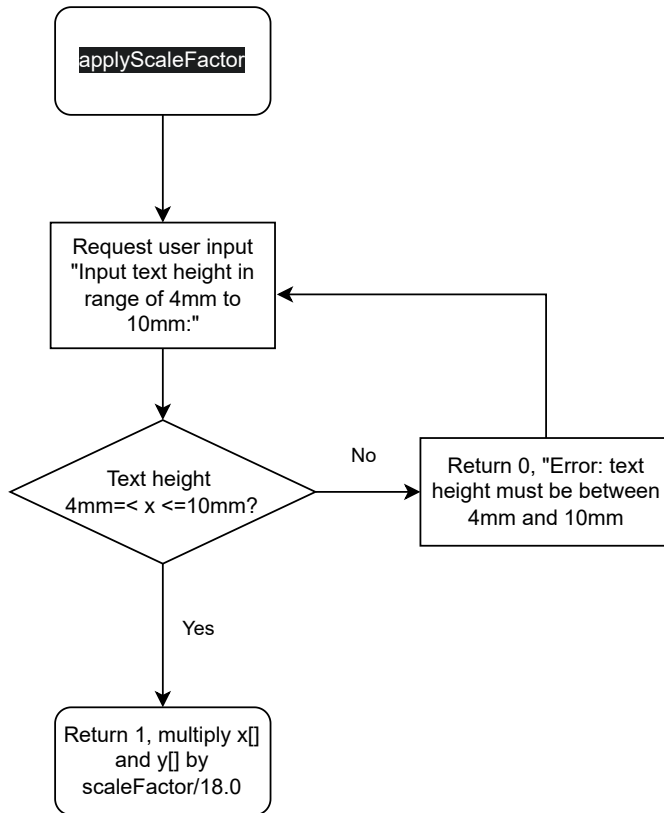 applyScaleFactor
Request user input
"Input text height in
range of 4mm to
10mm:"
Text height
4mm=< x <=10mm?
No
Return 0, "Error: text
height must be between
4mm and 10mm
Yes
Return 1, multiply x[]
and y[] by
scaleFactor/18.0